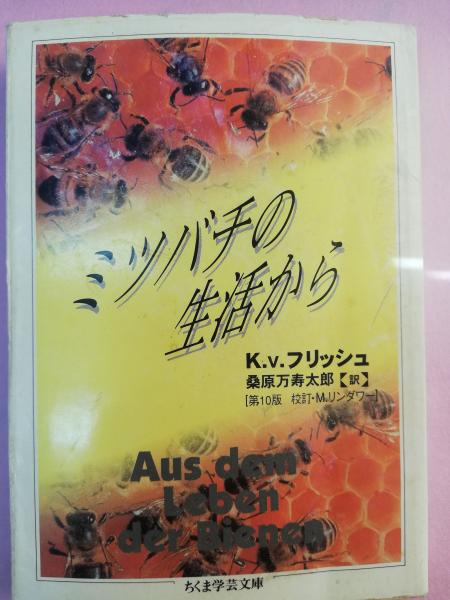 ミツバチの
生活から
K.v.フリッシュ
桑原万寿太郎【訳】
[第10版 校訂・M.リンダワー]
Aus dem
Leben
der Bienen
ちくま学芸文庫